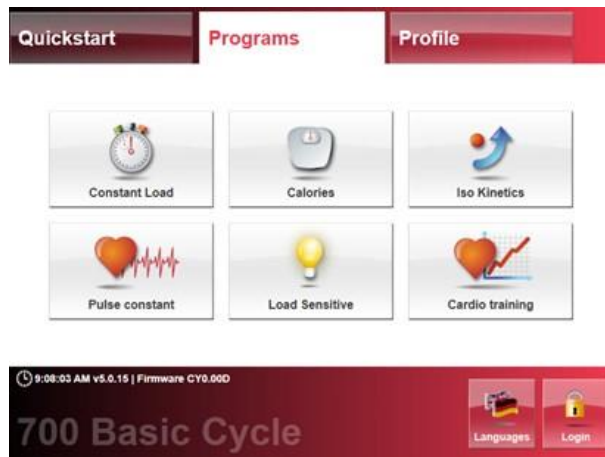 Quickstart
Programs
Profile
Constant Load
Calories
Iso Kinetics
Pulse constant
Load Sensitive
Cardio training
9:08:03 AM v5.0.15 | Firmware CY0.00D
700 Basic Cycle
Languages
Login